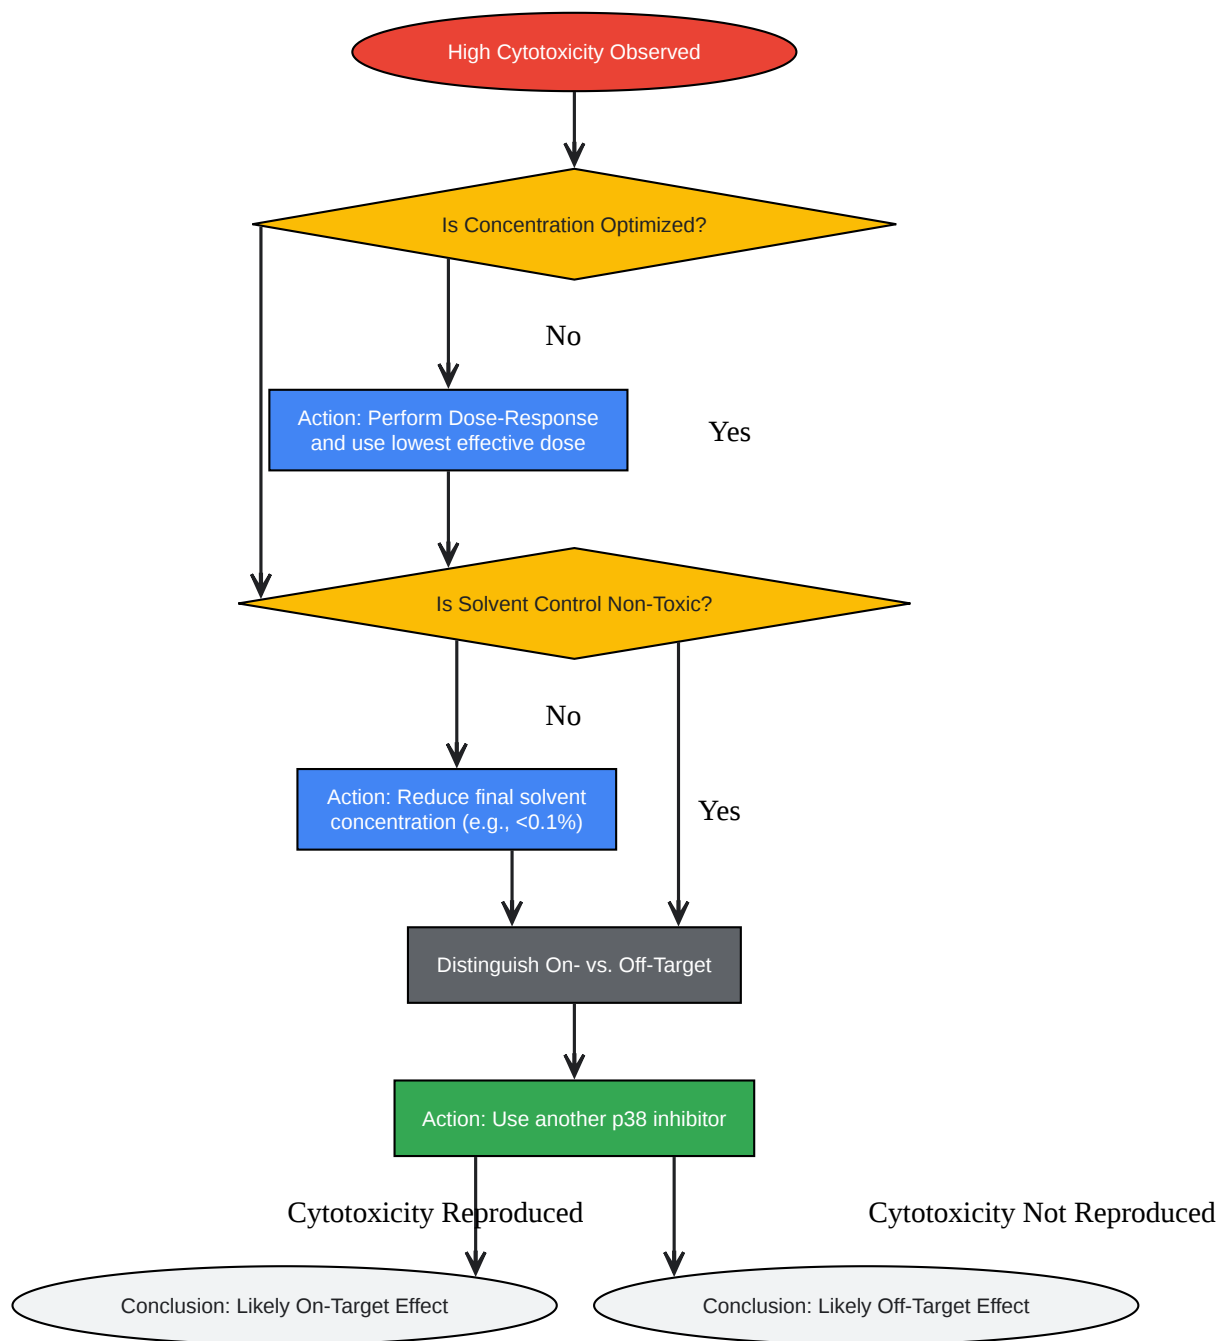 High Cytotoxicity Observed
Is Concentration Optimized?
No
Action: Perform Dose-Response
and use lowest effective dose
Yes
Is Solvent Control Non-Toxic?
No
Action: Reduce final solvent
concentration (e.g., <0.1%)
Yes
Distinguish On- vs. Off-Target
Action: Use another p38 inhibitor
Cytotoxicity Reproduced
Cytotoxicity Not Reproduced
Conclusion: Likely On-Target Effect
Conclusion: Likely Off-Target Effect